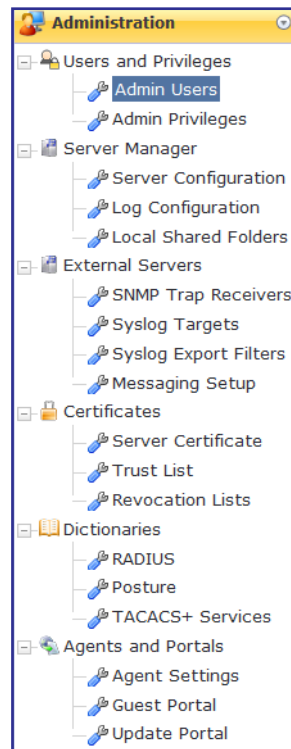 Administration
Users and Privileges
Admin Users
Admin Privileges
Server Manager
Server Configuration
Log Configuration
Local Shared Folders
External Servers
SNMP Trap Receivers
Syslog Targets
Syslog Export Filters
Messaging Setup
Certificates
Server Certificate
Trust List
Revocation Lists
Dictionaries
RADIUS
Posture
TACACS+ Services
Agents and Portals
Agent Settings
Guest Portal
Update Portal